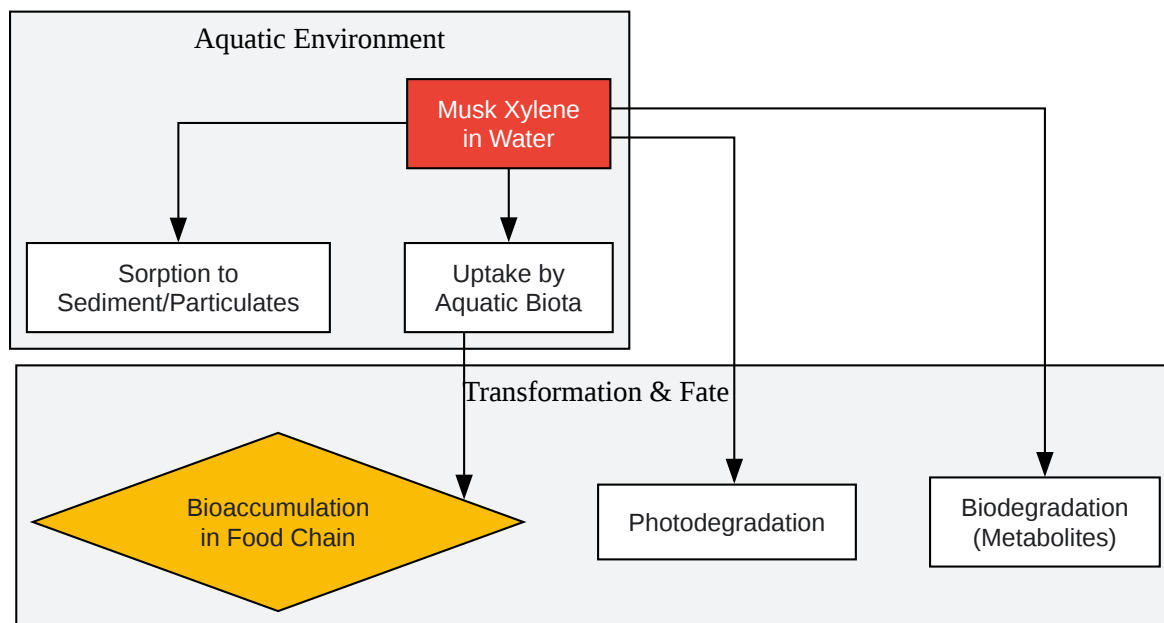 Aquatic Environment
Musk Xylene
in Water
Sorption to
Sediment/Particulates
Uptake by
Aquatic Biota
Transformation & Fate
Bioaccumulation
in Food Chain
Photodegradation
Biodegradation
(Metabolites)